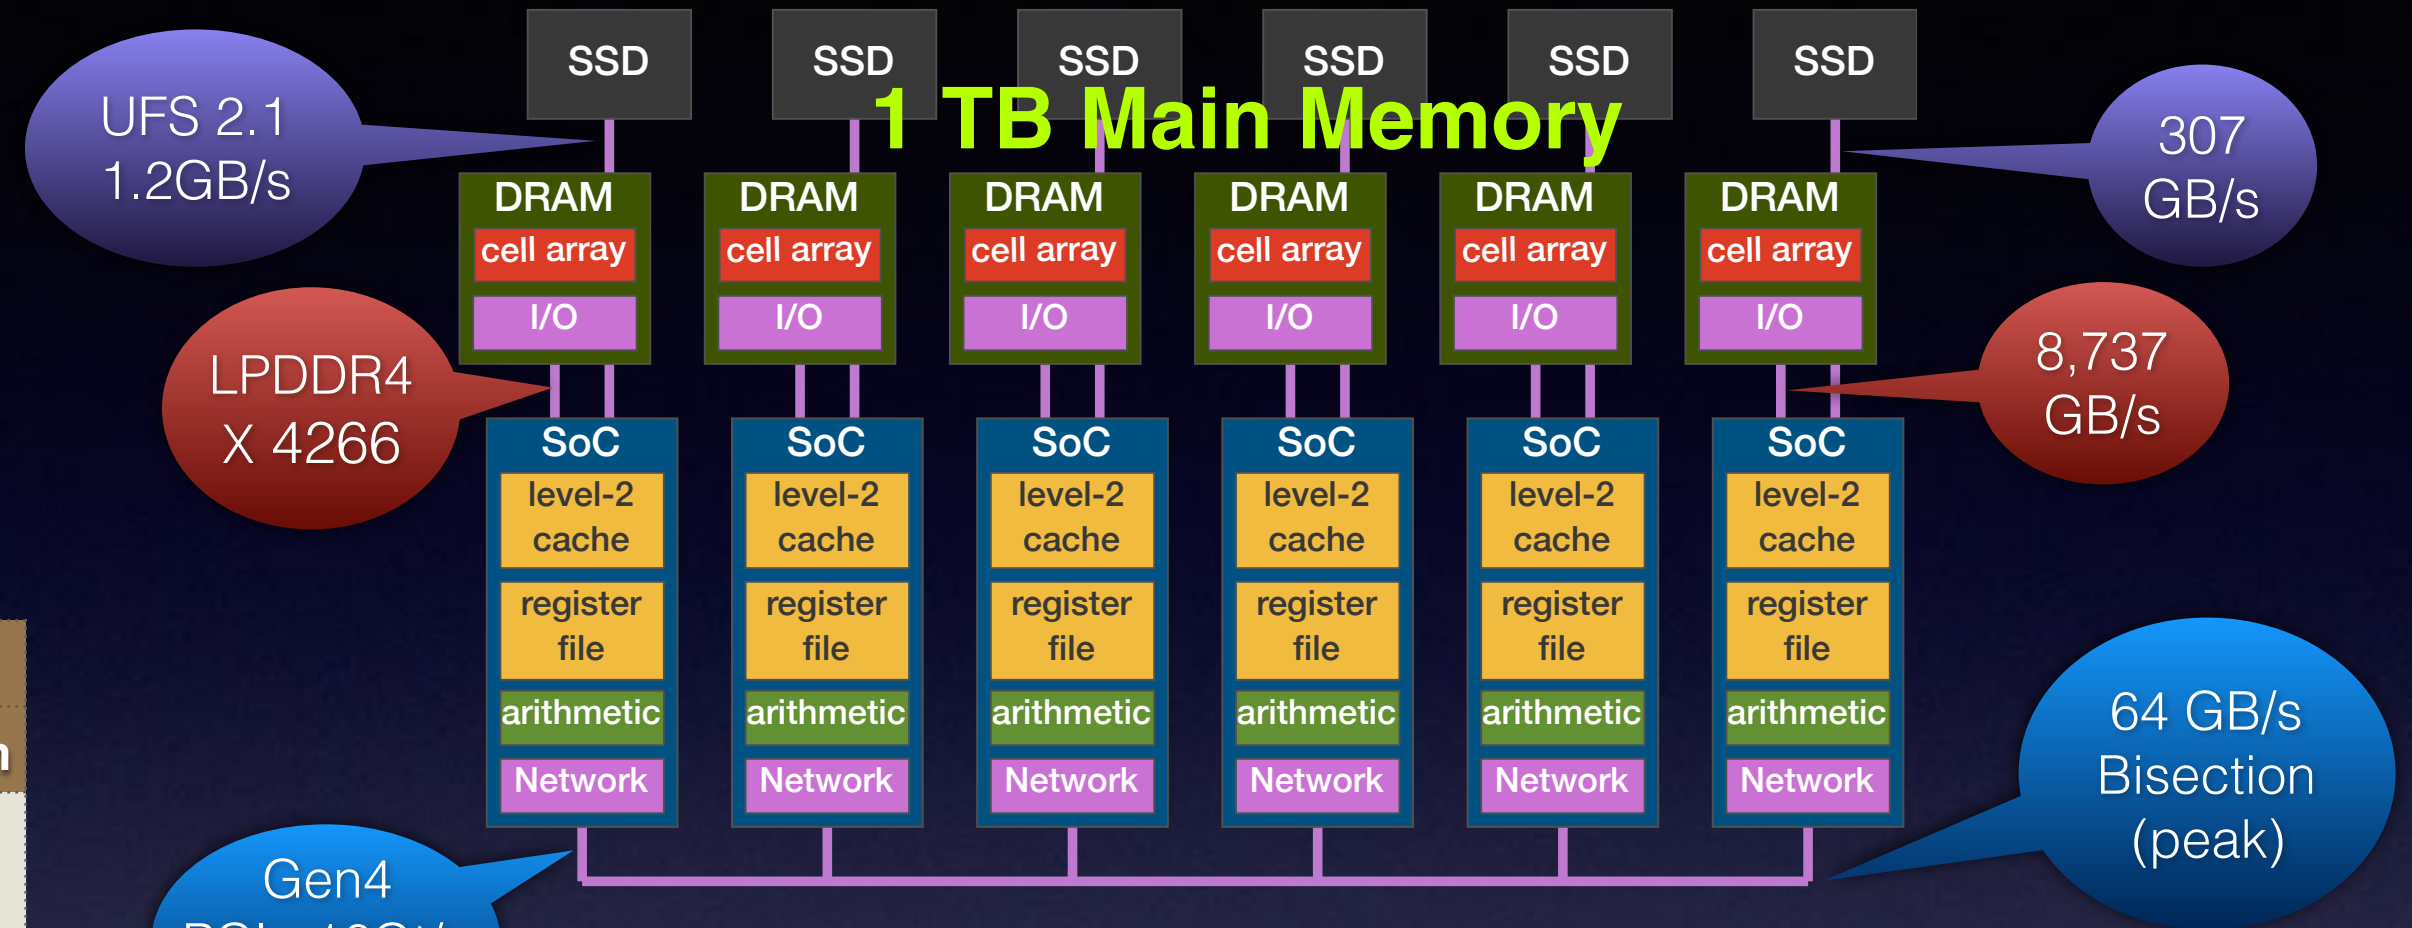 SSD SSD SSD SSD SSD SSD
1 TB Main Memory
UFS 2.1
1.2GB/s
307
GB/s
DRAM DRAM DRAM DRAM DRAM DRAM
cell array cell array cell array cell array cell array cell array
I/O I/O I/O I/O I/O I/O
LPDDR4
X 4266
8,737
GB/s
SoC SoC SoC SoC SoC SoC
level-2 level-2 level-2 level-2 level-2 level-2
cache cache cache cache cache cache
register register register register register register
file file file file file file
arithmetic arithmetic arithmetic arithmetic arithmetic arithmetic
Network Network Network Network Network Network
64 GB/s
Bisection
(peak)
Gen4